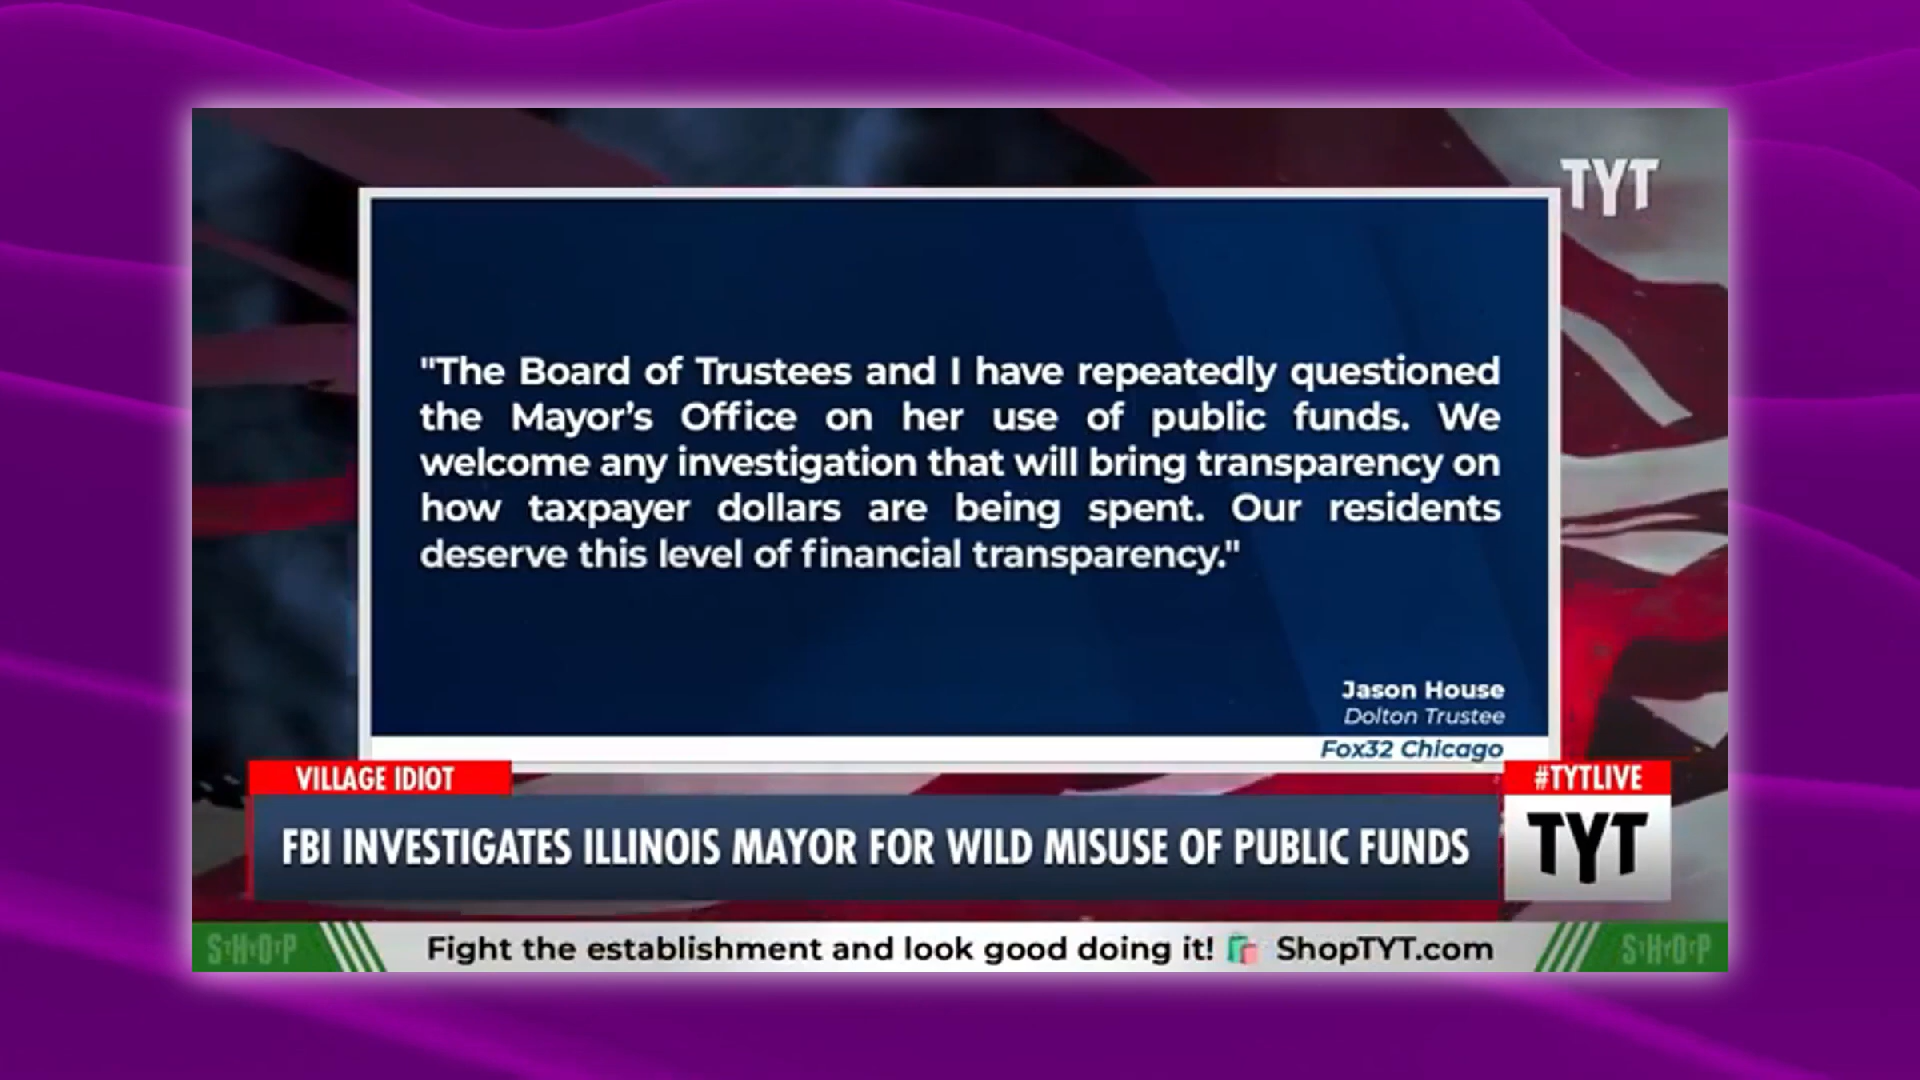 TYT
"The Board of Trustees and I have repeatedly questioned
the Mayor’s Office on her use of public funds. We
welcome any investigation that will bring transparency on
how taxpayer dollars are being spent. Our residents
deserve this level of financial transparency."
Jason House
Dolton Trustee
Fox32 Chicago
VILLAGE IDIOT
#TYTLIVE
FBI INVESTIGATES ILLINOIS MAYOR FOR WILD MISUSE OF PUBLIC FUNDS
TYT
Fight the establishment and look good doing it! 🛍️ ShopTYT.com